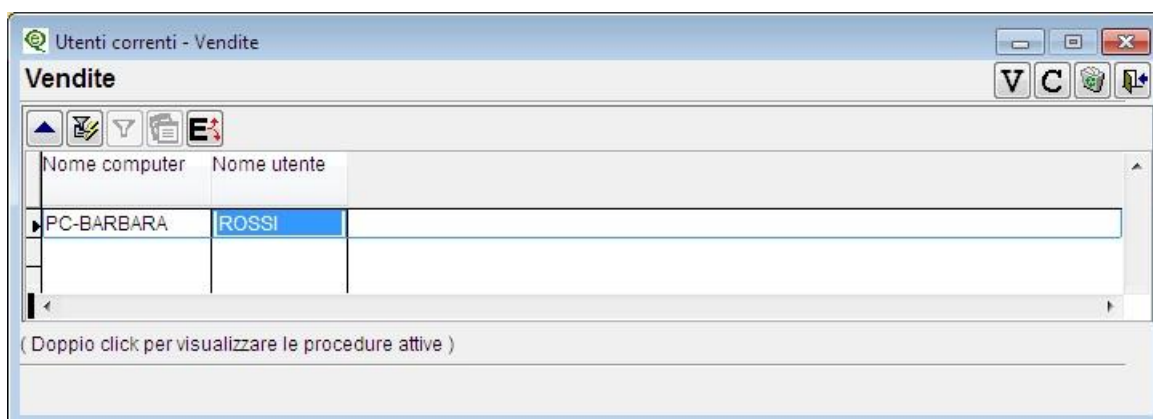 Utenti correnti - Vendite
Vendite
V C
E
Nome computer Nome utente
PC-BARBARA ROSSI
( Doppio click per visualizzare le procedure attive )